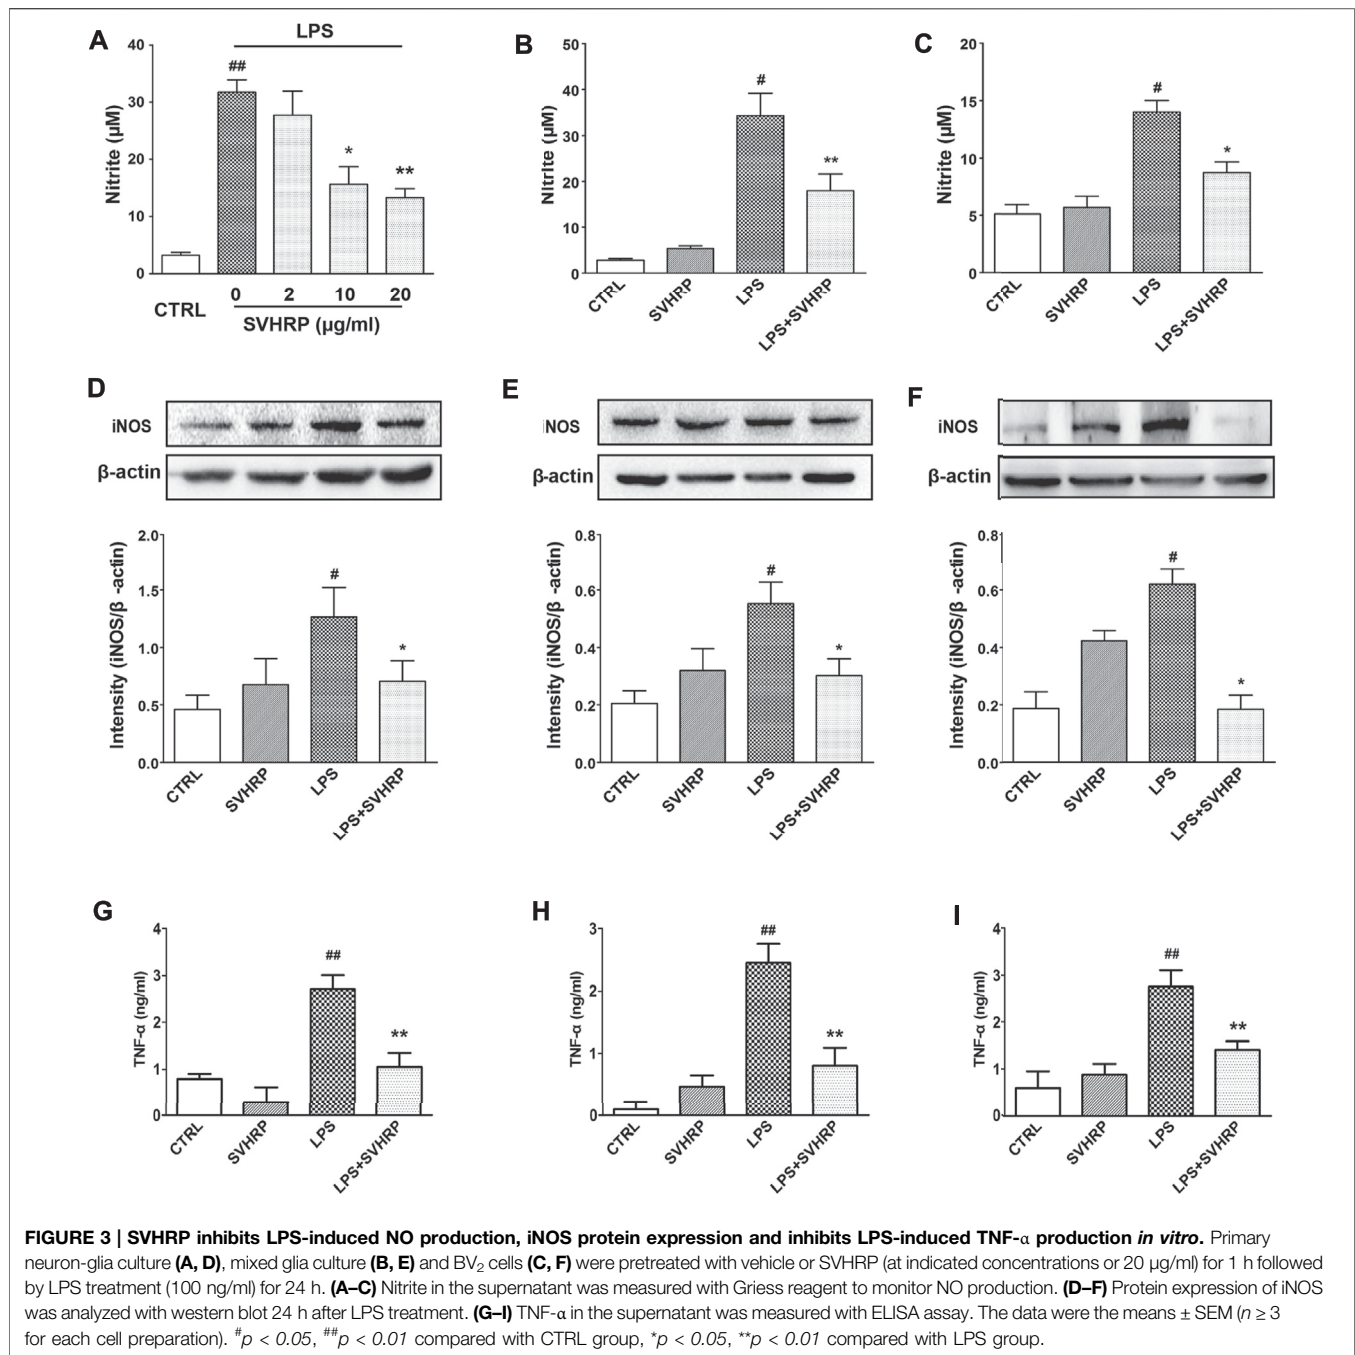 A
LPS
Nitrite (µM)
40
30
20
10
0
##
*
**
CTRL
0 2 10 20
SVHRP (µg/ml)
B
Nitrite (µM)
50
40
30
20
10
0
#
**
CTRL
SVHRP
LPS
LPS+SVHRP
C
Nitrite (µM)
20
15
10
5
0
#
*
CTRL
SVHRP
LPS
LPS+SVHRP
D
iNOS
β-actin
Intensity (iNOS/β -actin)
2.0
1.5
1.0
0.5
0.0
#
*
CTRL
SVHRP
LPS
LPS+SVHRP
E
iNOS
β-actin
Intensity (iNOS/β -actin)
0.8
0.6
0.4
0.2
0.0
#
*
CTRL
SVHRP
LPS
LPS+SVHRP
F
iNOS
β-actin
Intensity (iNOS/β -actin)
0.8
0.6
0.4
0.2
0.0
#
*
CTRL
SVHRP
LPS
LPS+SVHRP
G
TNF-α (ng/ml)
4
3
2
1
0
##
**
CTRL
SVHRP
LPS
LPS+SVHRP
H
TNF-α (ng/ml)
3
2
1
0
##
**
CTRL
SVHRP
LPS
LPS+SVHRP
I
TNF-α (ng/ml)
4
3
2
1
0
##
**
CTRL
SVHRP
LPS
LPS+SVHRP
FIGURE 3 | SVHRP inhibits LPS-induced NO production, iNOS protein expression and inhibits LPS-induced TNF-α production in vitro. Primary
neuron-glia culture (A, D), mixed glia culture (B, E) and BV₂ cells (C, F) were pretreated with vehicle or SVHRP (at indicated concentrations or 20 µg/ml) for 1 h followed
by LPS treatment (100 ng/ml) for 24 h. (A–C) Nitrite in the supernatant was measured with Griess reagent to monitor NO production. (D–F) Protein expression of iNOS
was analyzed with western blot 24 h after LPS treatment. (G–I) TNF-α in the supernatant was measured with ELISA assay. The data were the means ± SEM (n ≥ 3
for each cell preparation). #p < 0.05, ##p < 0.01 compared with CTRL group, *p < 0.05, **p < 0.01 compared with LPS group.